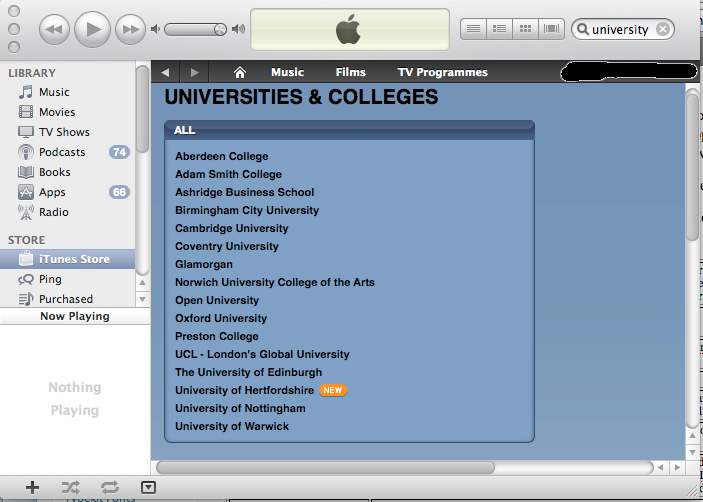 university
LIBRARY
Music
Movies
TV Shows
Podcasts 74
Books
Apps 66
Radio
STORE
iTunes Store
Ping
Purchased
Now Playing
Nothing
Playing
Music Films TV Programmes
UNIVERSITIES & COLLEGES
ALL
Aberdeen College
Adam Smith College
Ashridge Business School
Birmingham City University
Cambridge University
Coventry University
Glamorgan
Norwich University College of the Arts
Open University
Oxford University
Preston College
UCL - London's Global University
The University of Edinburgh
University of Hertfordshire NEW
University of Nottingham
University of Warwick